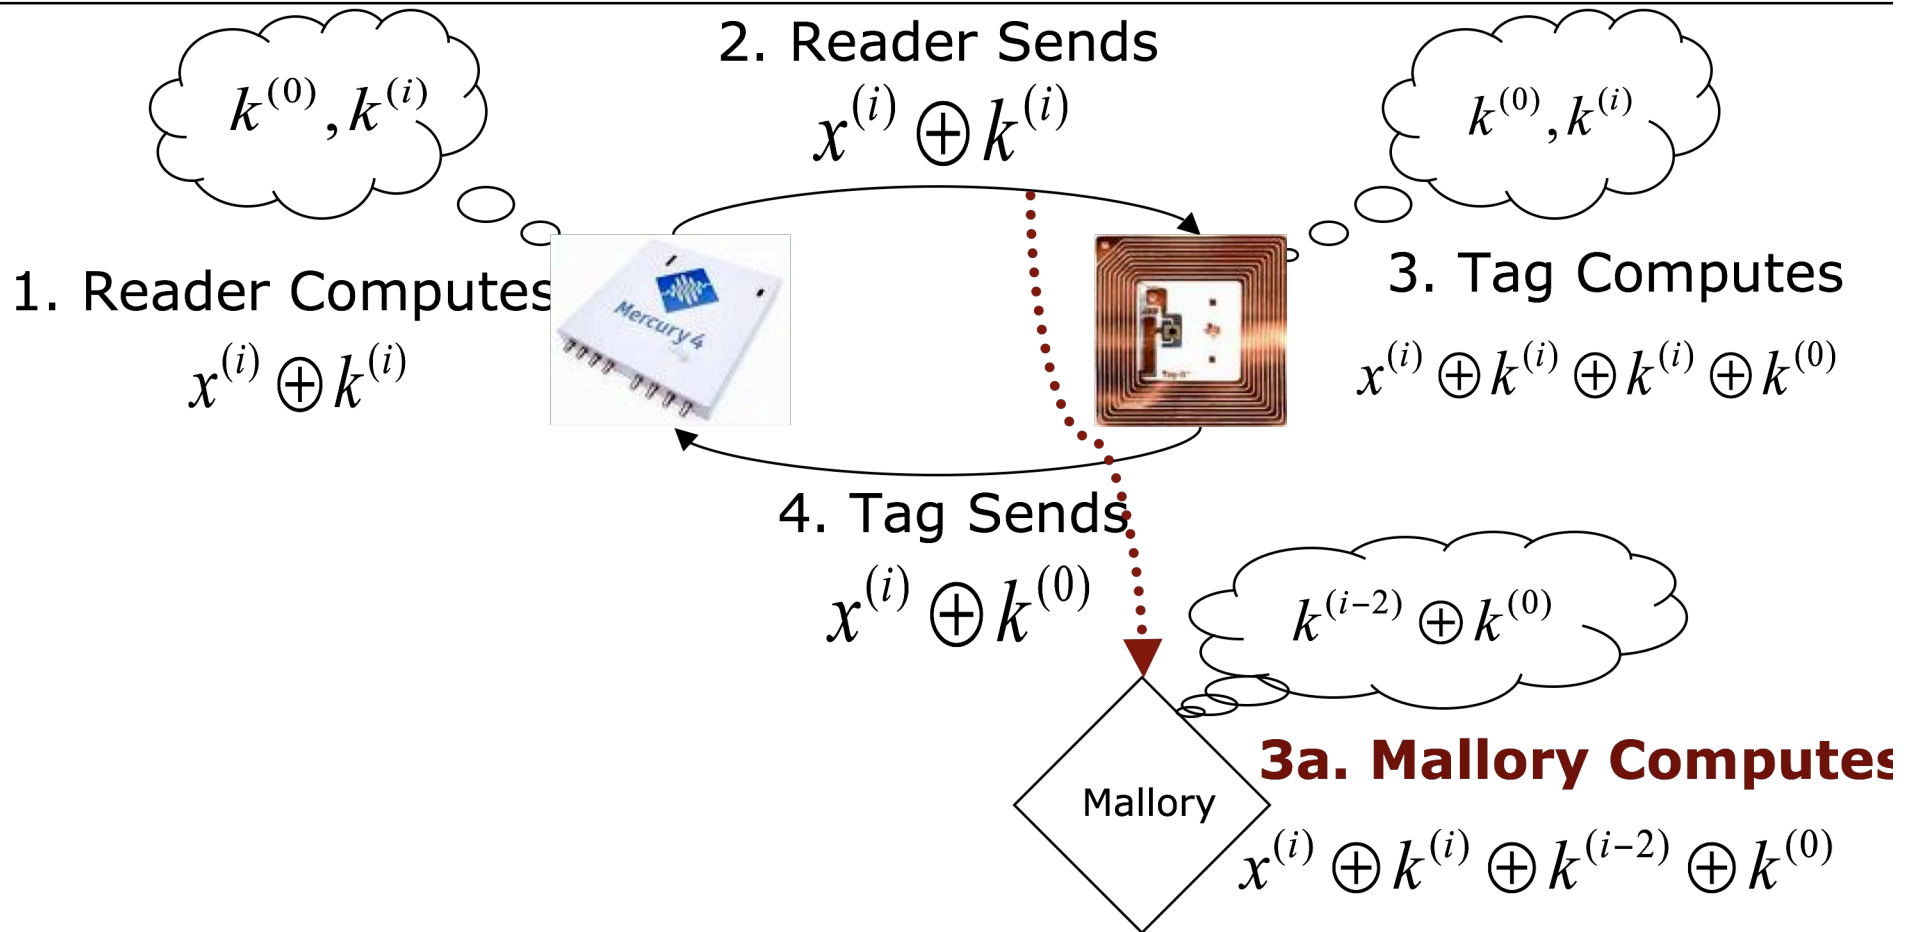 2. Reader Sends
x^(i) ⊕ k^(i)
k^(0), k^(i)
k^(0), k^(i)
1. Reader Computes
x^(i) ⊕ k^(i)
Mercury4
3. Tag Computes
x^(i) ⊕ k^(i) ⊕ k^(i) ⊕ k^(0)
4. Tag Sends
x^(i) ⊕ k^(0)
k^(i−2) ⊕ k^(0)
Mallory
3a. Mallory Computes
x^(i) ⊕ k^(i) ⊕ k^(i−2) ⊕ k^(0)